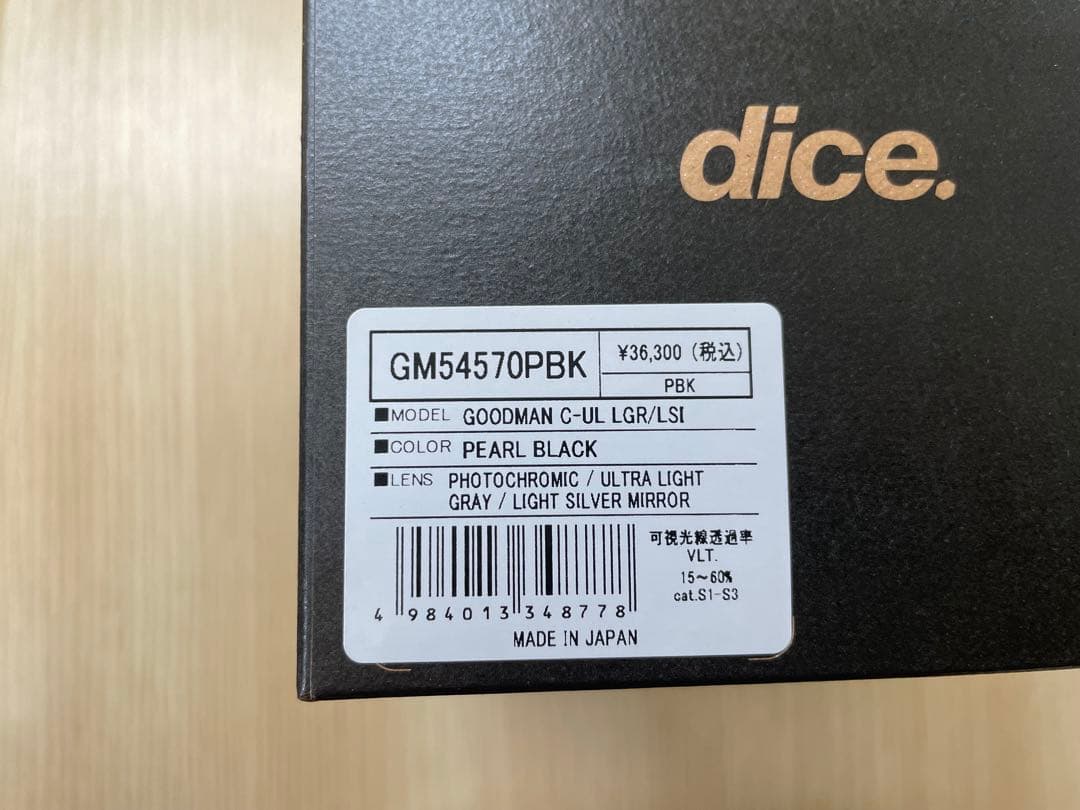 dice.
GM54570PBK
¥36,300 (税込)
PBK
■MODEL GOODMAN C-UL LGR/LSI
■COLOR PEARL BLACK
■LENS PHOTOCHROMIC / ULTRA LIGHT
GRAY / LIGHT SILVER MIRROR
可視光線透過率
VLT.
15~60%
cat.S1-S3
4 984013 348778
MADE IN JAPAN